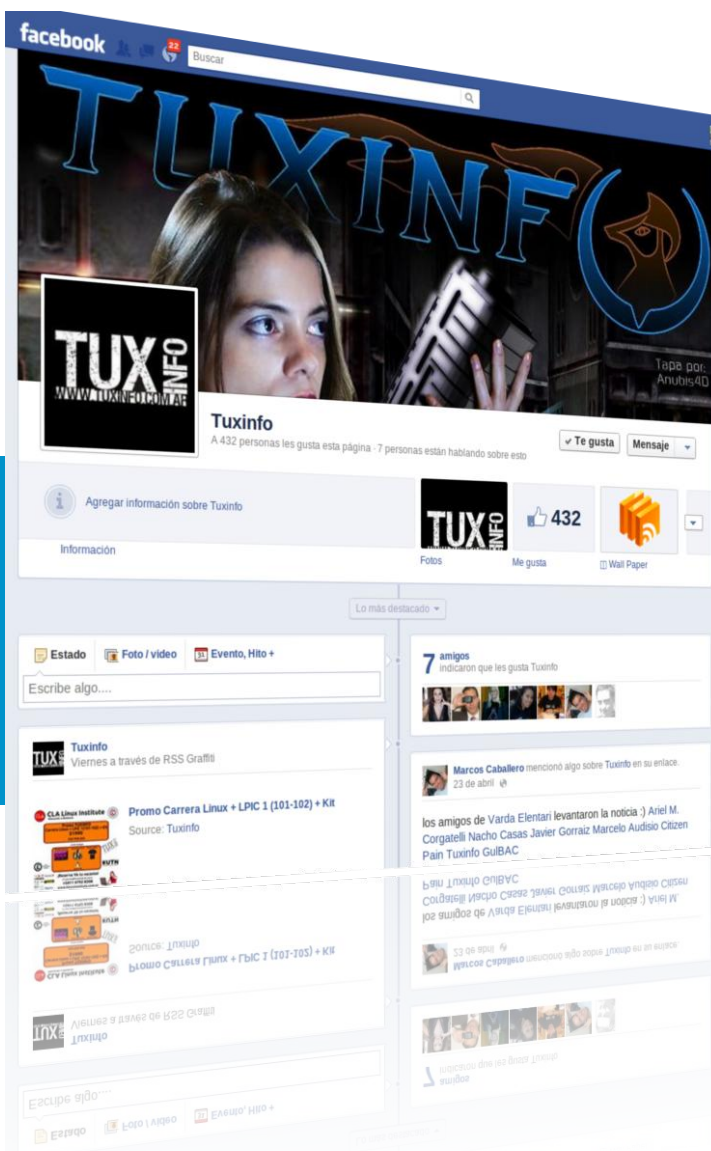 facebook
22
Buscar
TUXINFO
Tapa por:
Anubis4D
TUX INFO
WWW.TUXINFO.COM.AR
Tuxinfo
A 432 personas les gusta esta página · 7 personas están hablando sobre esto
✓ Te gusta
Mensaje
i
Agregar información sobre Tuxinfo
Información
TUX INFO
432
Fotos
Me gusta
Wall Paper
Lo más destacado
Estado
Foto / video
31
Evento, Hito +
Escribe algo....
7 amigos
indicaron que les gusta Tuxinfo
TUX
Tuxinfo
Viernes a través de RSS Graffiti
CLA Linux Institute
Promo Carrera Linux + LPIC 1 (101-102) + Kit
Source: Tuxinfo
Marcos Caballero mencionó algo sobre Tuxinfo en su enlace.
23 de abril
los amigos de Varda Elentari levantaron la noticia :) Ariel M.
Corgatelli Nacho Casas Javier Gorraiz Marcelo Audisio Citizen
Pain Tuxinfo GulBAC